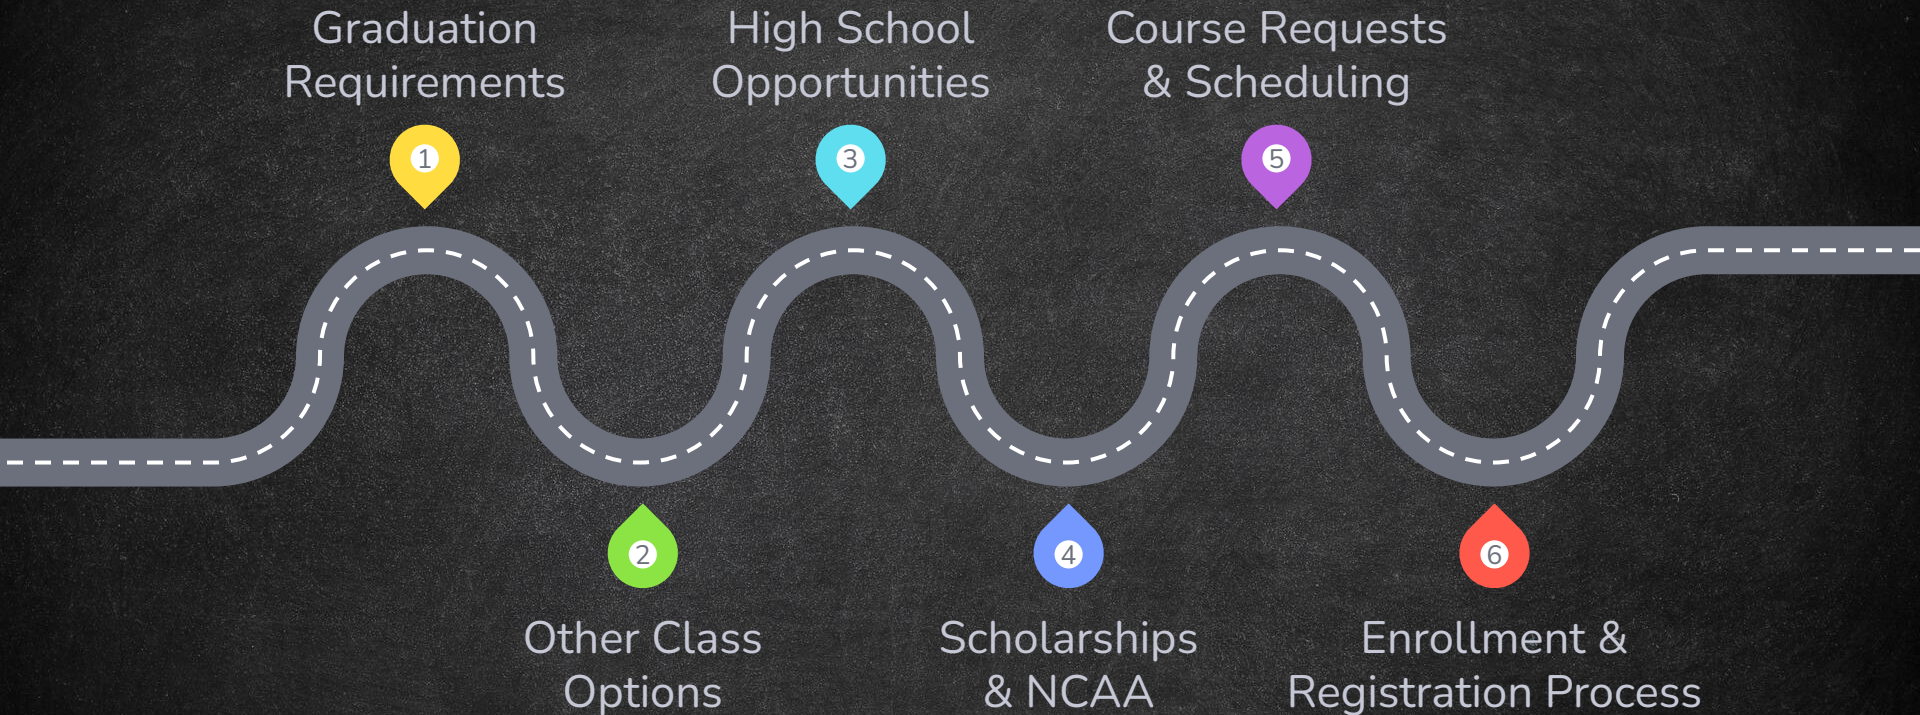 Graduation
Requirements
1
High School
Opportunities
3
Course Requests
& Scheduling
5
2
Other Class
Options
4
Scholarships
& NCAA
6
Enrollment &
Registration Process